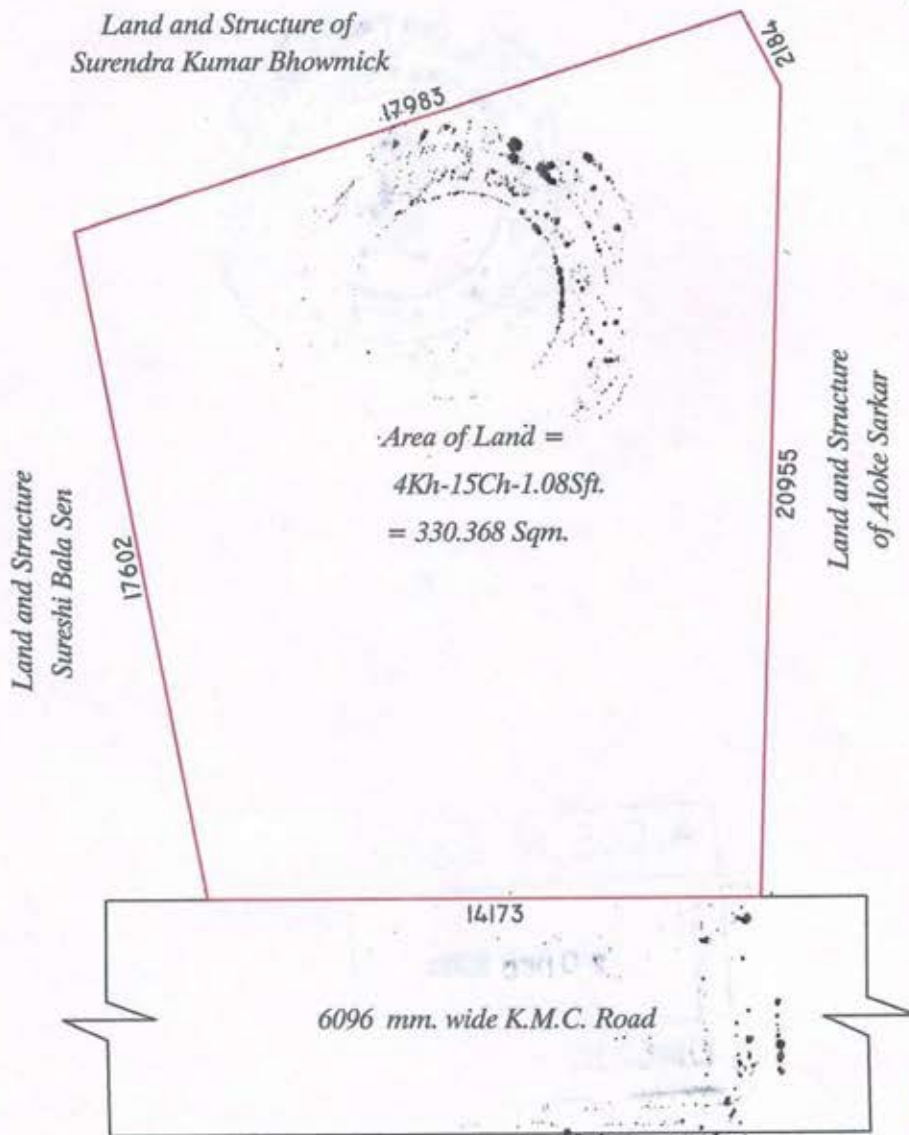 Land and Structure of
Surendra Kumar Bhowmick
17983
2184
Area of Land =
4Kh-15Ch-1.08Sft.
= 330.368 Sqm.
Land and Structure
Sureshi Bala Sen
17602
20955
Land and Structure
of Aloke Sarkar
14173
6096 mm. wide K.M.C. Road